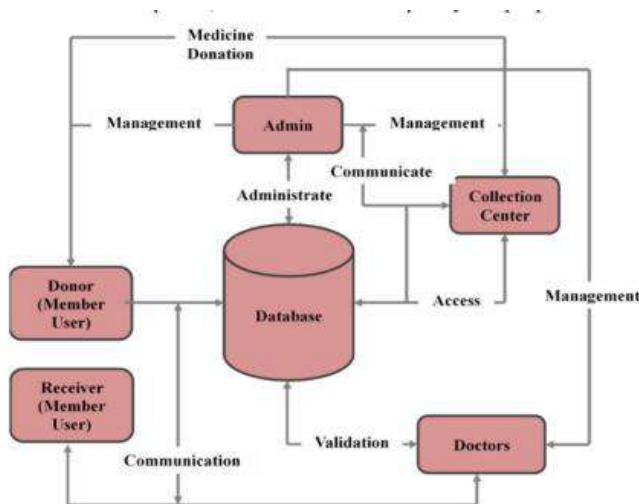 Medicine
Donation
Management
Admin
Management
Communicate
Administrate
Collection
Center
Donor
(Member
User)
Database
Access
Management
Receiver
(Member
User)
Validation
Doctors
Communication